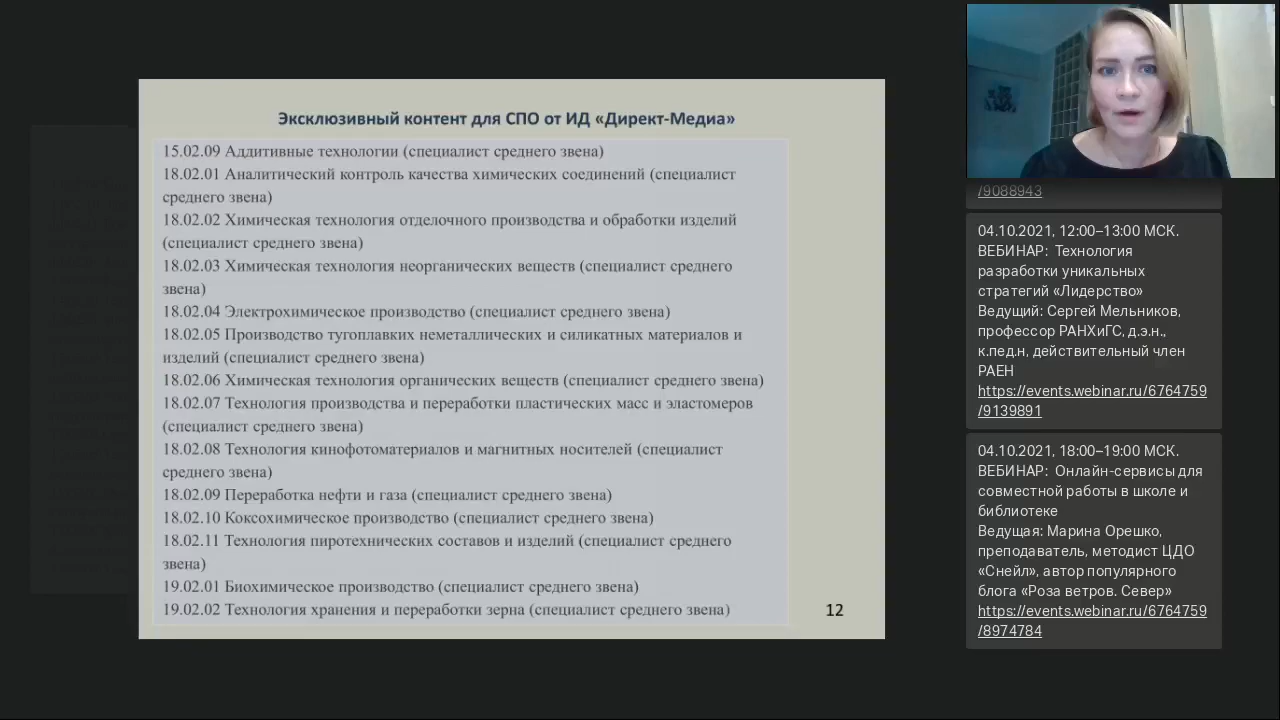 Эксклюзивный контент для СПО от ИД «Директ-Медиа»
15.02.09 Аддитивные технологии (специалист среднего звена)
18.02.01 Аналитический контроль качества химических соединений (специалист
среднего звена)
18.02.02 Химическая технология отделочного производства и обработки изделий
(специалист среднего звена)
18.02.03 Химическая технология неорганических веществ (специалист среднего
звена)
18.02.04 Электрохимическое производство (специалист среднего звена)
18.02.05 Производство тугоплавких неметаллических и силикатных материалов и
изделий (специалист среднего звена)
18.02.06 Химическая технология органических веществ (специалист среднего звена)
18.02.07 Технология производства и переработки пластических масс и эластомеров
(специалист среднего звена)
18.02.08 Технология кинофотоматериалов и магнитных носителей (специалист
среднего звена)
18.02.09 Переработка нефти и газа (специалист среднего звена)
18.02.10 Коксохимическое производство (специалист среднего звена)
18.02.11 Технология пиротехнических составов и изделий (специалист среднего
звена)
19.02.01 Биохимическое производство (специалист среднего звена)
19.02.02 Технология хранения и переработки зерна (специалист среднего звена)
12
/9088943
04.10.2021, 12:00–13:00 МСК.
ВЕБИНАР: Технология
разработки уникальных
стратегий «Лидерство»
Ведущий: Сергей Мельников,
профессор РАНХиГС, д.э.н.,
к.пед.н, действительный член
РАЕН
https://events.webinar.ru/6764759
/9139891
04.10.2021, 18:00–19:00 МСК.
ВЕБИНАР: Онлайн-сервисы для
совместной работы в школе и
библиотеке
Ведущая: Марина Орешко,
преподаватель, методист ЦДО
«Снейл», автор популярного
блога «Роза ветров. Север»
https://events.webinar.ru/6764759
/8974784